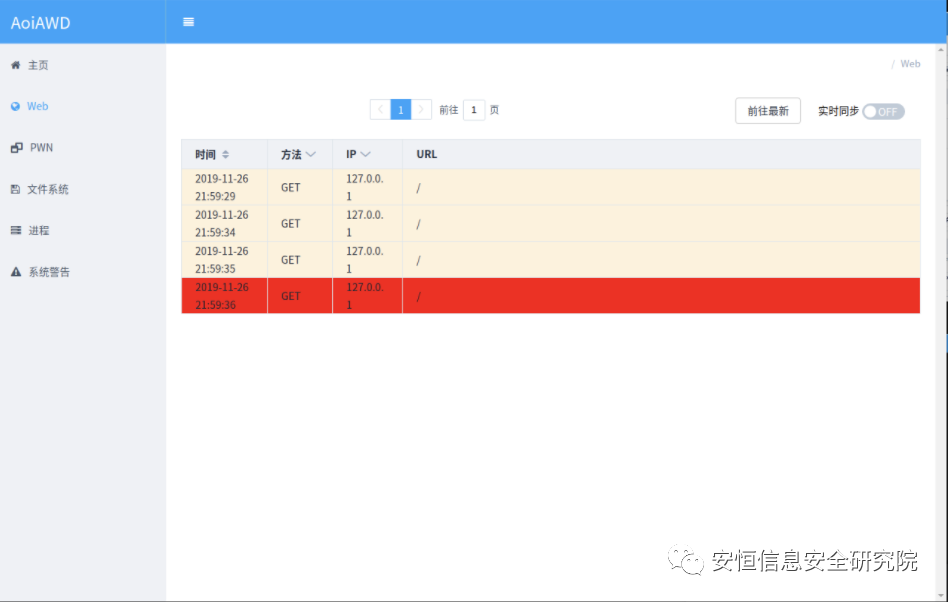 AoiAWD
主页
Web
PWN
文件系统
进程
系统警告
/ Web
1 前往 1 页
前往最新 实时同步 OFF
时间 方法 IP URL
2019-11-26 21:59:29 GET 127.0.0.1 /
2019-11-26 21:59:34 GET 127.0.0.1 /
2019-11-26 21:59:35 GET 127.0.0.1 /
2019-11-26 21:59:36 GET 127.0.0.1 /
安恒信息安全研究院